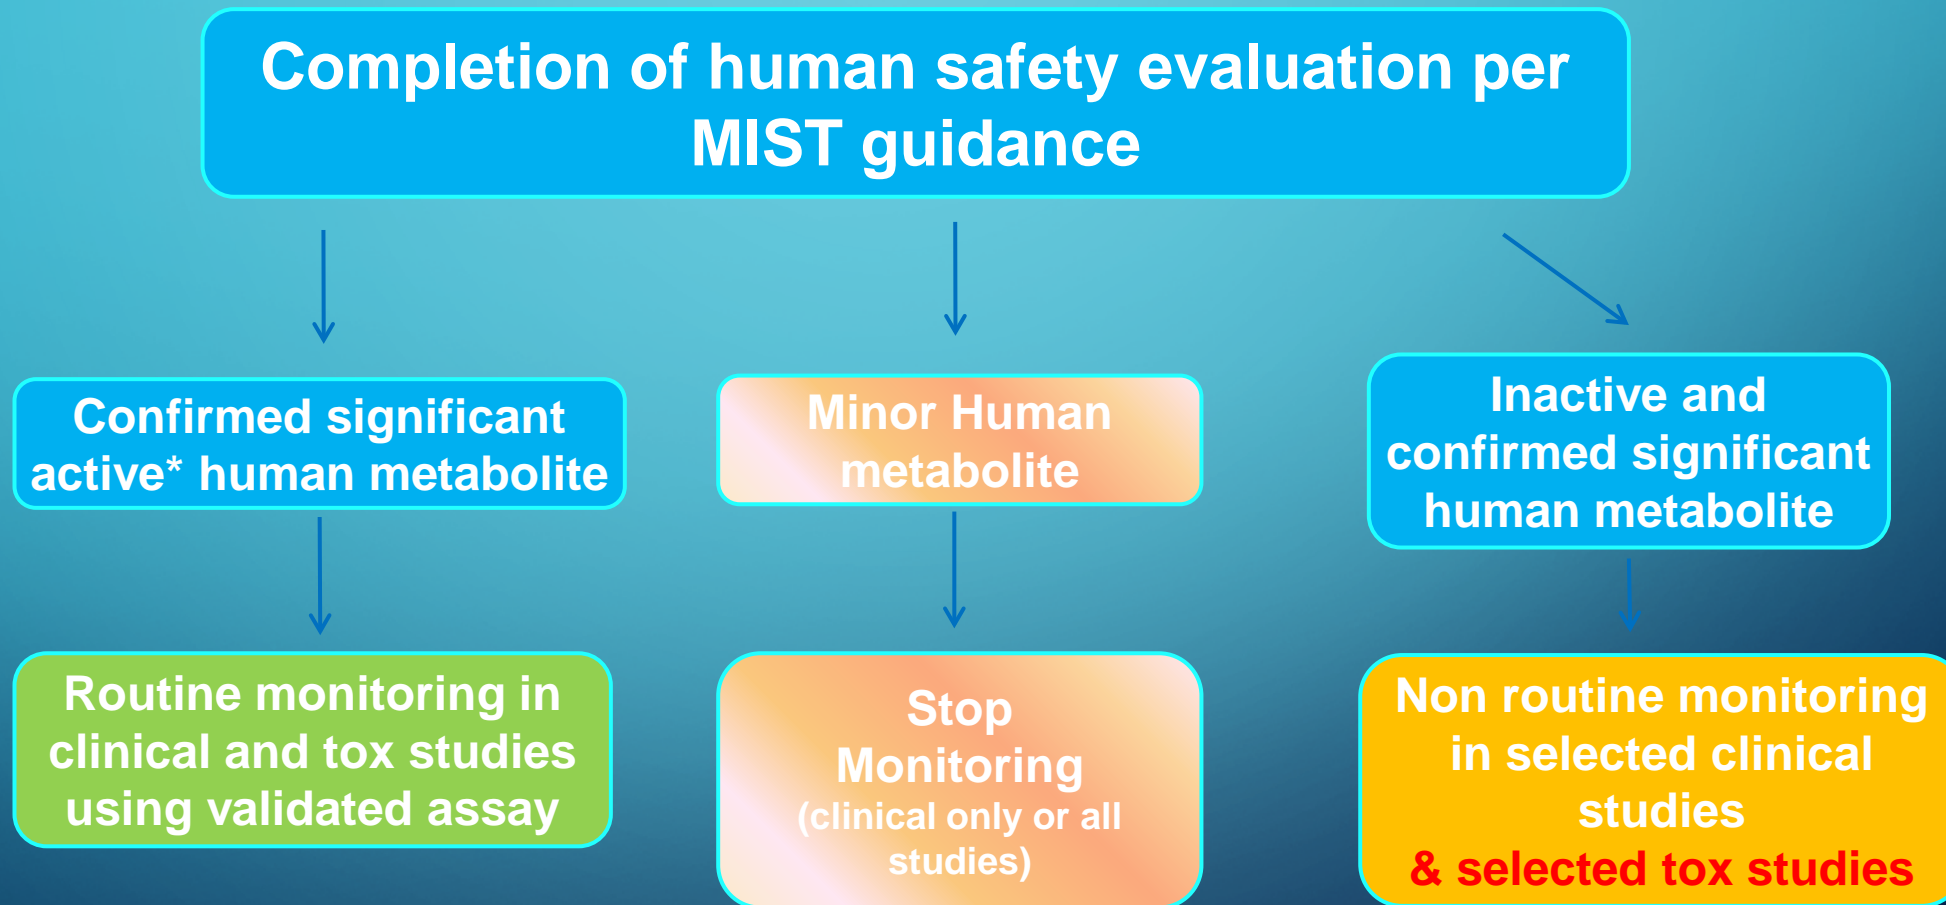 Completion of human safety evaluation per
MIST guidance
Confirmed significant
active* human metabolite
Minor Human
metabolite
Inactive and
confirmed significant
human metabolite
Routine monitoring in
clinical and tox studies
using validated assay
Stop
Monitoring
(clinical only or all
studies)
Non routine monitoring
in selected clinical
studies
& selected tox studies